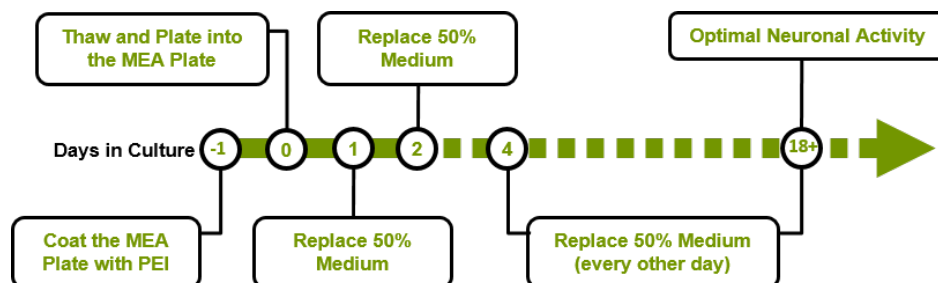 Thaw and Plate into
the MEA Plate
Replace 50%
Medium
Optimal Neuronal Activity
Days in Culture
-1
0
1
2
4
18+
Coat the MEA
Plate with PEI
Replace 50%
Medium
Replace 50% Medium
(every other day)